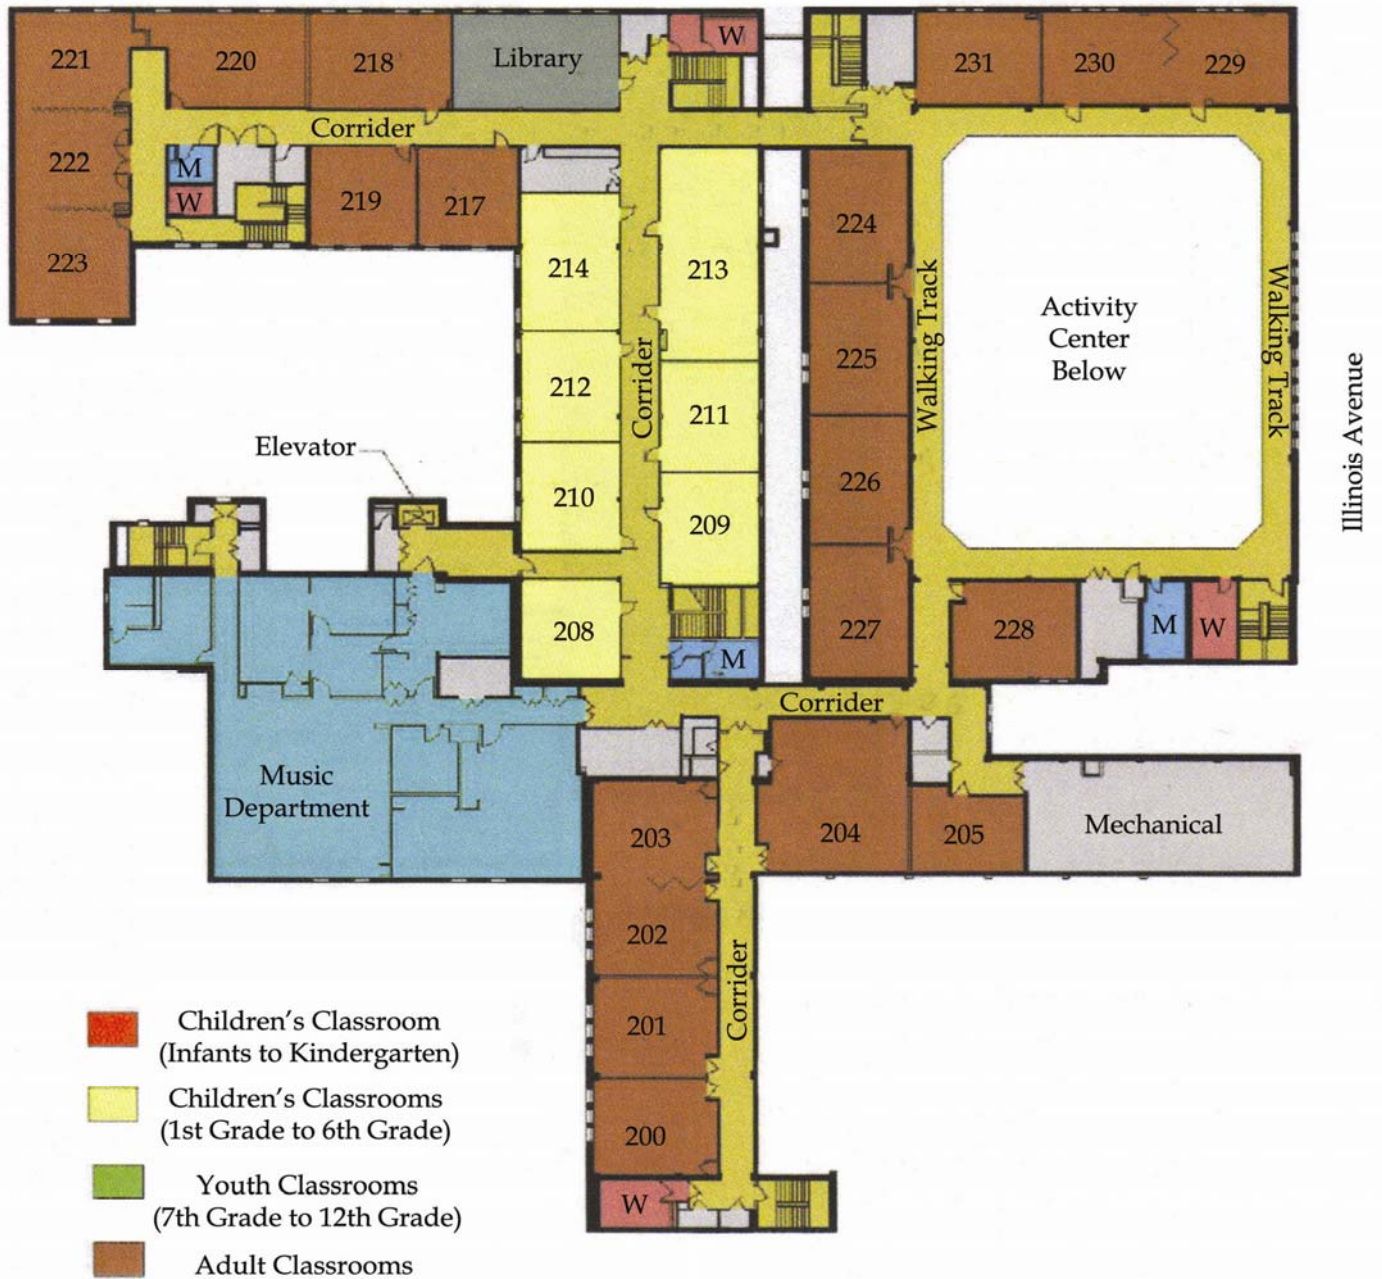 221
220
218
Library
W
231
230
229
Corrider
222
M
W
219
217
223
214
213
224
Walking Track
Activity
Center
Below
Walking Track
Illinois Avenue
212
Corrider
211
225
Elevator
210
209
226
208
M
227
228
M
W
Corrider
Music
Department
203
204
205
Mechanical
202
Corrider
201
200
W
Children's Classroom
(Infants to Kindergarten)
Children's Classrooms
(1st Grade to 6th Grade)
Youth Classrooms
(7th Grade to 12th Grade)
Adult Classrooms